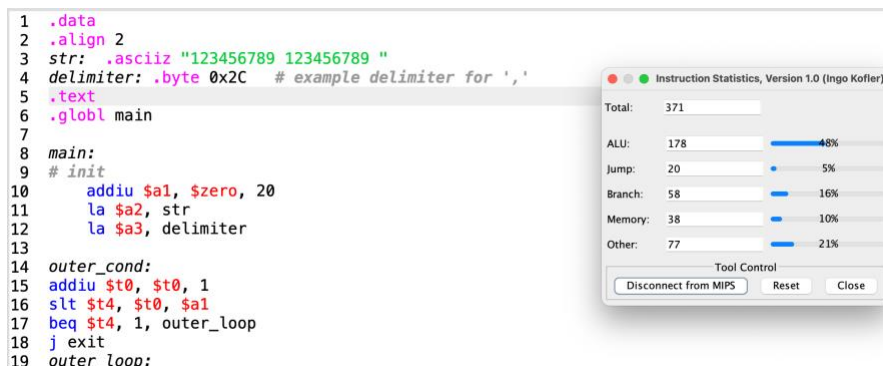 1 .data
2 .align 2
3 str: .asciiz "123456789 123456789 "
4 delimiter: .byte 0x2C # example delimiter for ','
5 .text
6 .globl main
7
8 main:
9 # init
10 addiu $a1, $zero, 20
11 la $a2, str
12 la $a3, delimiter
13
14 outer_cond:
15 addiu $t0, $t0, 1
16 slt $t4, $t0, $a1
17 beq $t4, 1, outer_loop
18 j exit
19 outer loop:
Instruction Statistics, Version 1.0 (Ingo Kofler)
Total: 371
ALU: 178 48%
Jump: 20 5%
Branch: 58 16%
Memory: 38 10%
Other: 77 21%
Tool Control
Disconnect from MIPS Reset Close